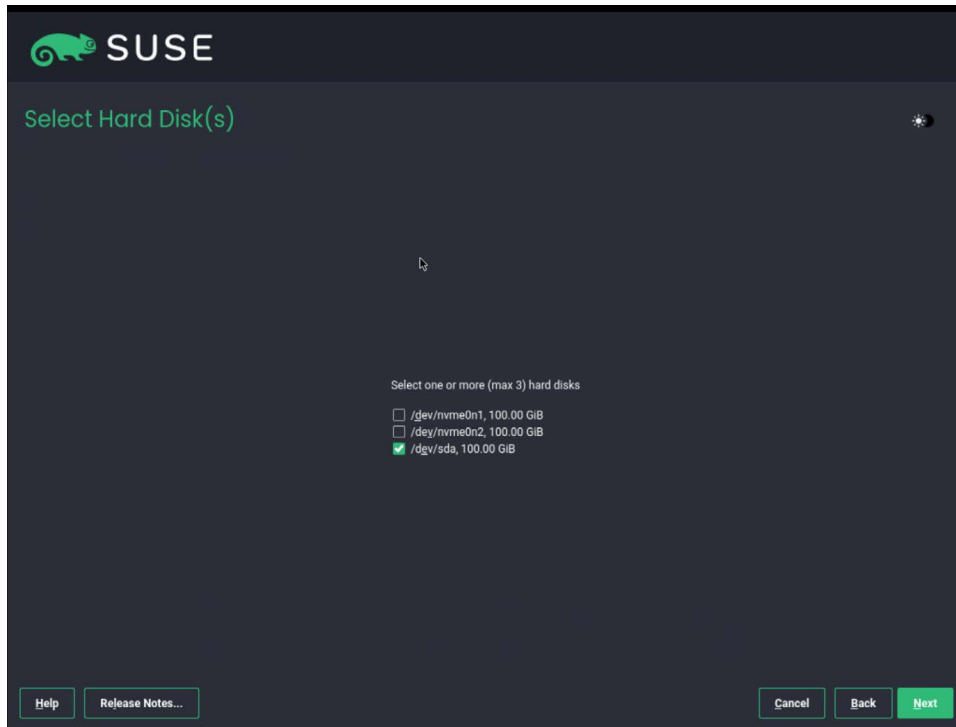 SUSE
Select Hard Disk(s)
Select one or more (max 3) hard disks
/dev/nvme0n1, 100.00 GiB
/dev/nvme0n2, 100.00 GiB
/dev/sda, 100.00 GiB
Help Release Notes... Cancel Back Next